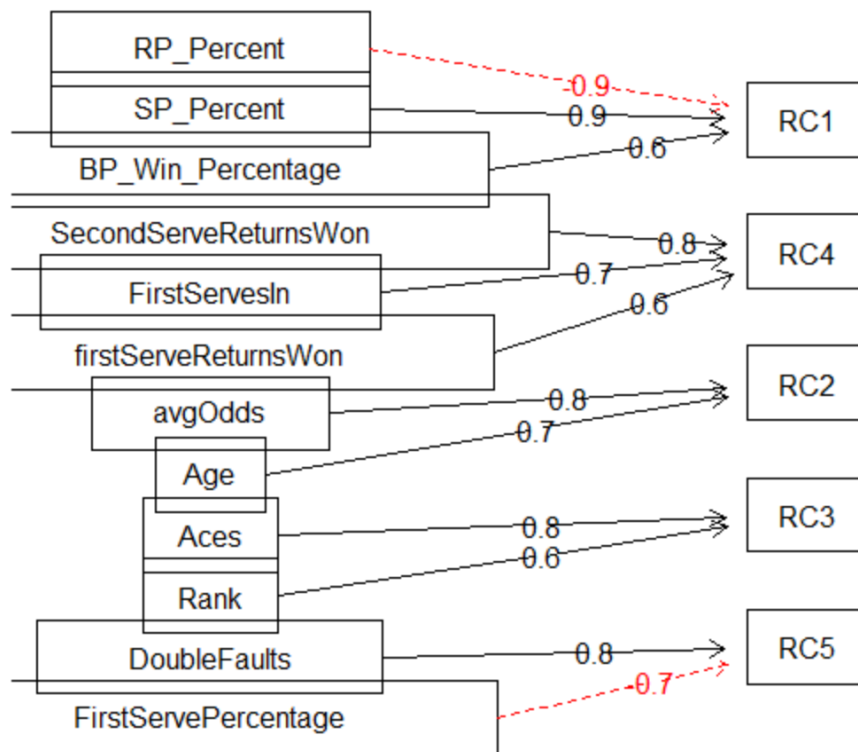 RP_Percent
-0.9
SP_Percent
0.9
RC1
BP_Win_Percentage
0.6
SecondServeReturnsWon
0.8
RC4
FirstServesIn
0.7
firstServeReturnsWon
0.6
avgOdds
0.8
RC2
Age
0.7
Aces
0.8
RC3
Rank
0.6
DoubleFaults
0.8
RC5
FirstServePercentage
-0.7